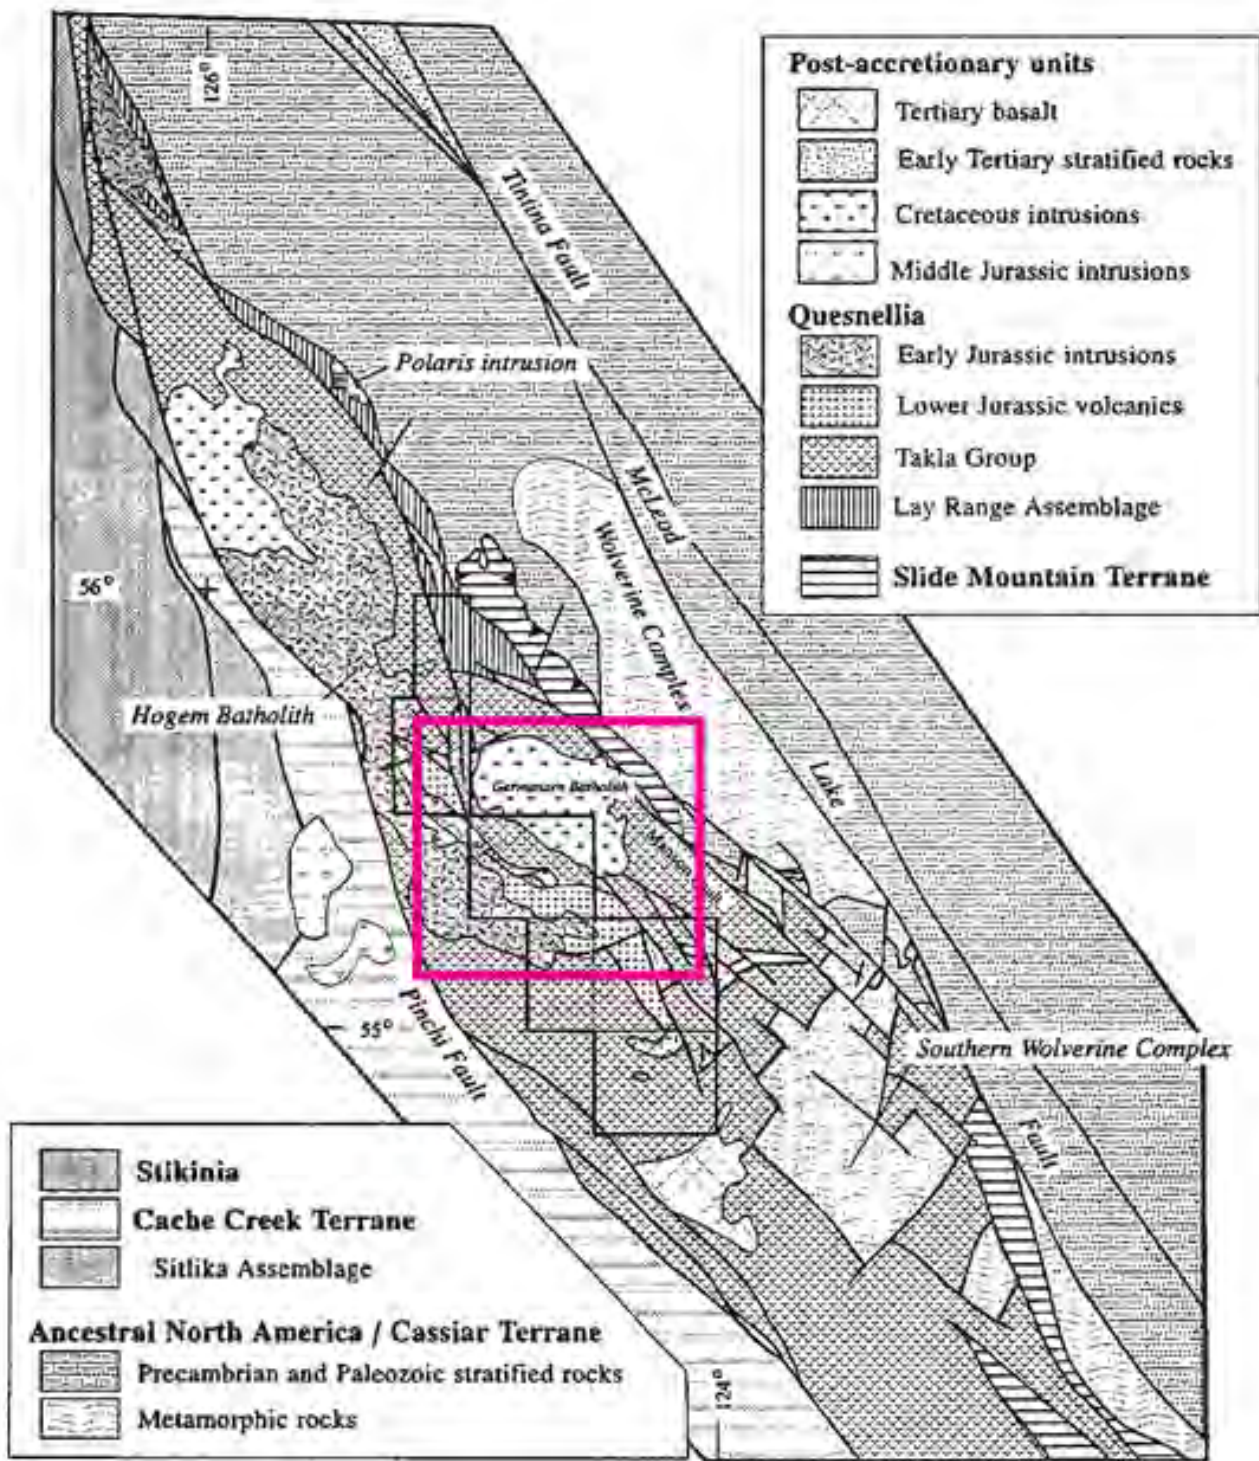 126°
Tintina Fault
Polaris intrusion
McLeod
Wolverine Complex
56°
Hogem Batholith
Germansen Batholith
Lake
Pinchi Fault
55°
Southern Wolverine Complex
Fault
124°
Post-accretionary units
Tertiary basalt
Early Tertiary stratified rocks
Cretaceous intrusions
Middle Jurassic intrusions
Quesnellia
Early Jurassic intrusions
Lower Jurassic volcanics
Takla Group
Lay Range Assemblage
Slide Mountain Terrane
Stikinia
Cache Creek Terrane
Sitlika Assemblage
Ancestral North America / Cassiar Terrane
Precambrian and Paleozoic stratified rocks
Metamorphic rocks